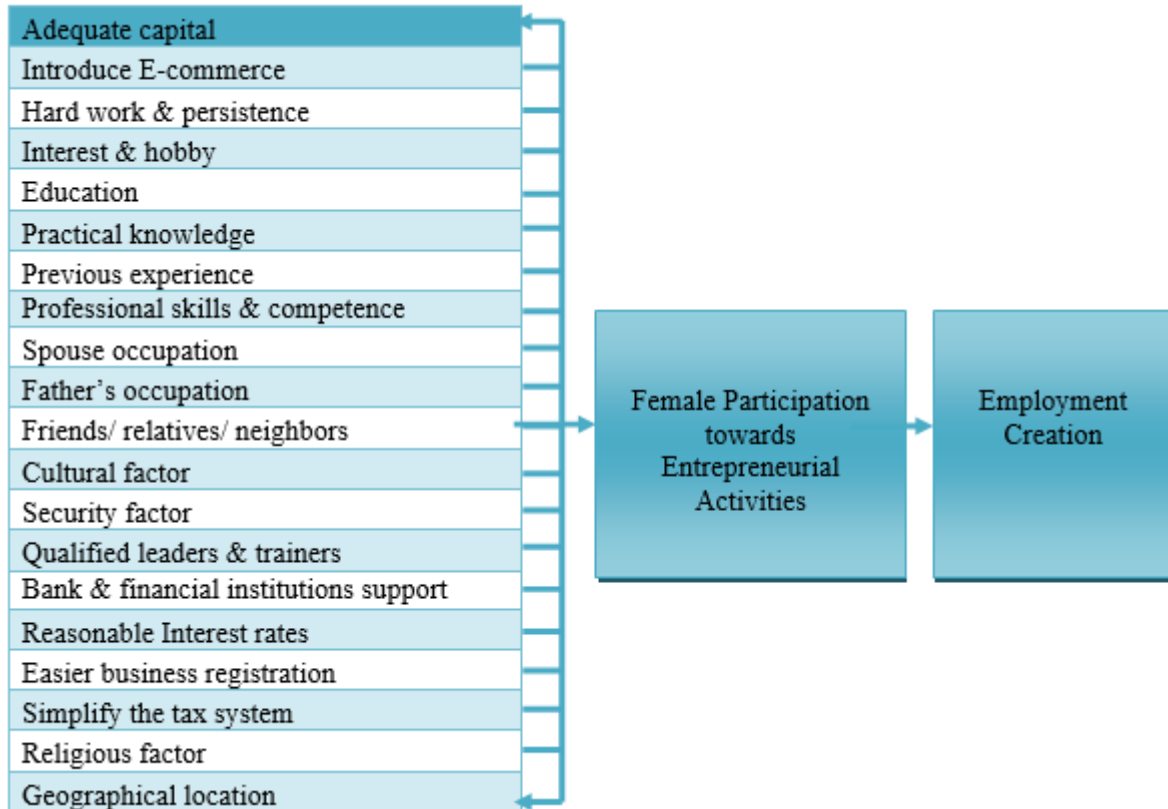 Adequate capital
Introduce E-commerce
Hard work & persistence
Interest & hobby
Education
Practical knowledge
Previous experience
Professional skills & competence
Spouse occupation
Father’s occupation
Friends/ relatives/ neighbors
Cultural factor
Security factor
Qualified leaders & trainers
Bank & financial institutions support
Reasonable Interest rates
Easier business registration
Simplify the tax system
Religious factor
Geographical location
Female Participation
towards
Entrepreneurial
Activities
Employment
Creation